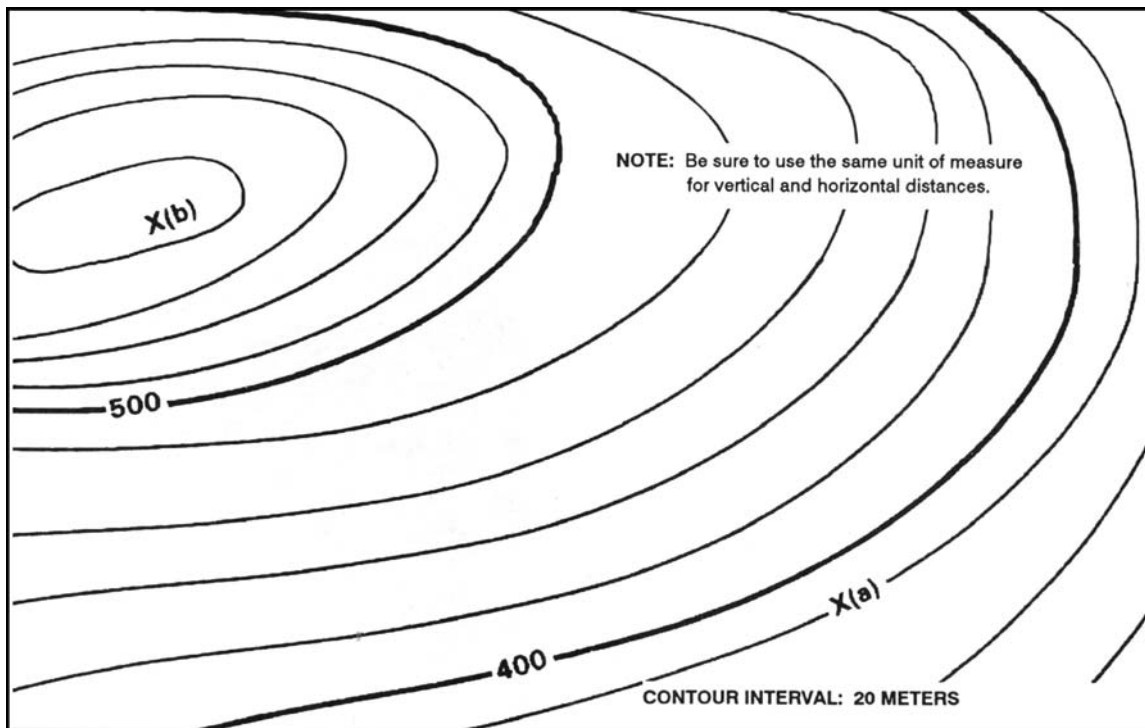 NOTE: Be sure to use the same unit of measure
for vertical and horizontal distances.
X(b)
500
X(a)
400
CONTOUR INTERVAL: 20 METERS